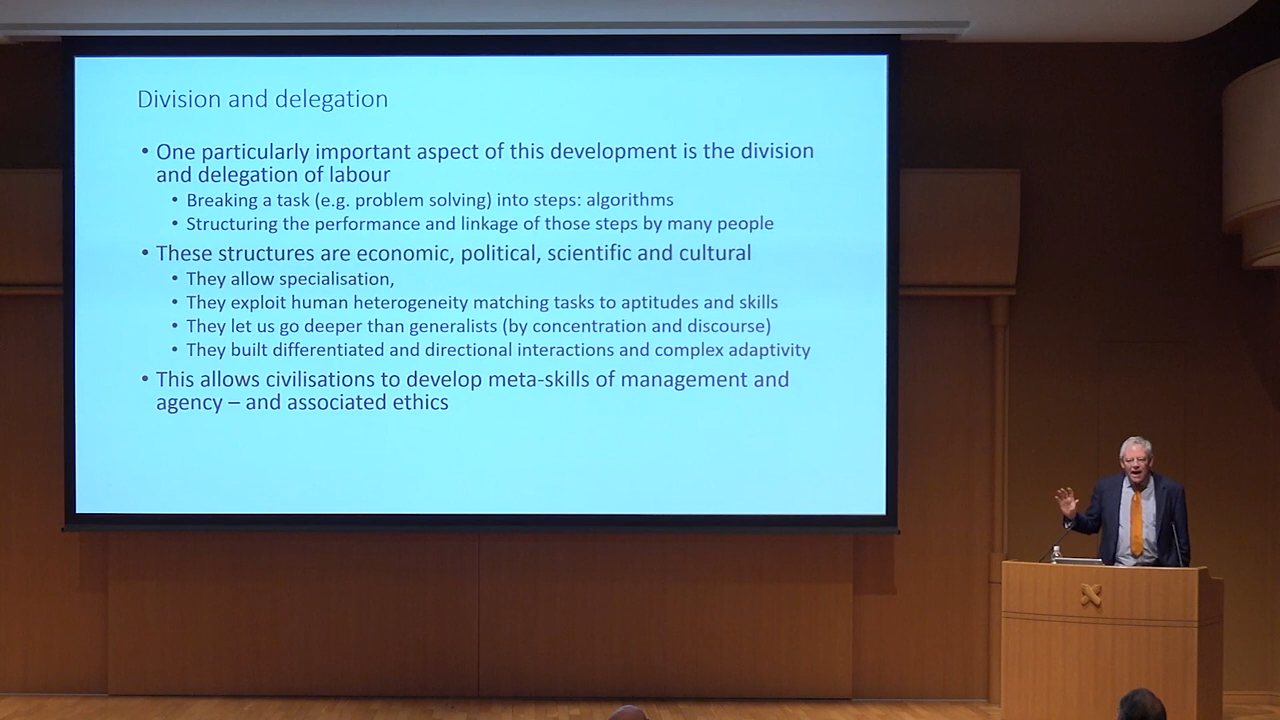 Division and delegation
• One particularly important aspect of this development is the division
and delegation of labour
• Breaking a task (e.g. problem solving) into steps: algorithms
• Structuring the performance and linkage of those steps by many people
• These structures are economic, political, scientific and cultural
• They allow specialisation,
• They exploit human heterogeneity matching tasks to aptitudes and skills
• They let us go deeper than generalists (by concentration and discourse)
• They built differentiated and directional interactions and complex adaptivity
• This allows civilisations to develop meta-skills of management and
agency – and associated ethics